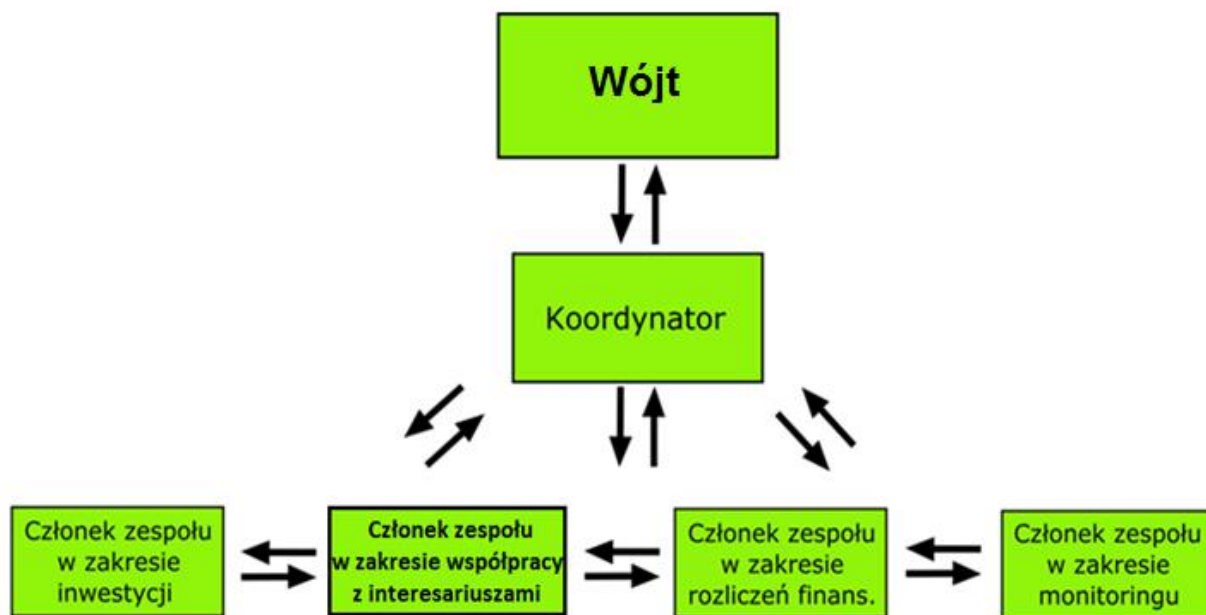 Wójt
Koordynator
Członek zespołu
w zakresie
inwestycji
Członek zespołu
w zakresie współpracy
z interesariuszami
Członek zespołu
w zakresie
rozliczeń finans.
Członek zespołu
w zakresie
monitoringu